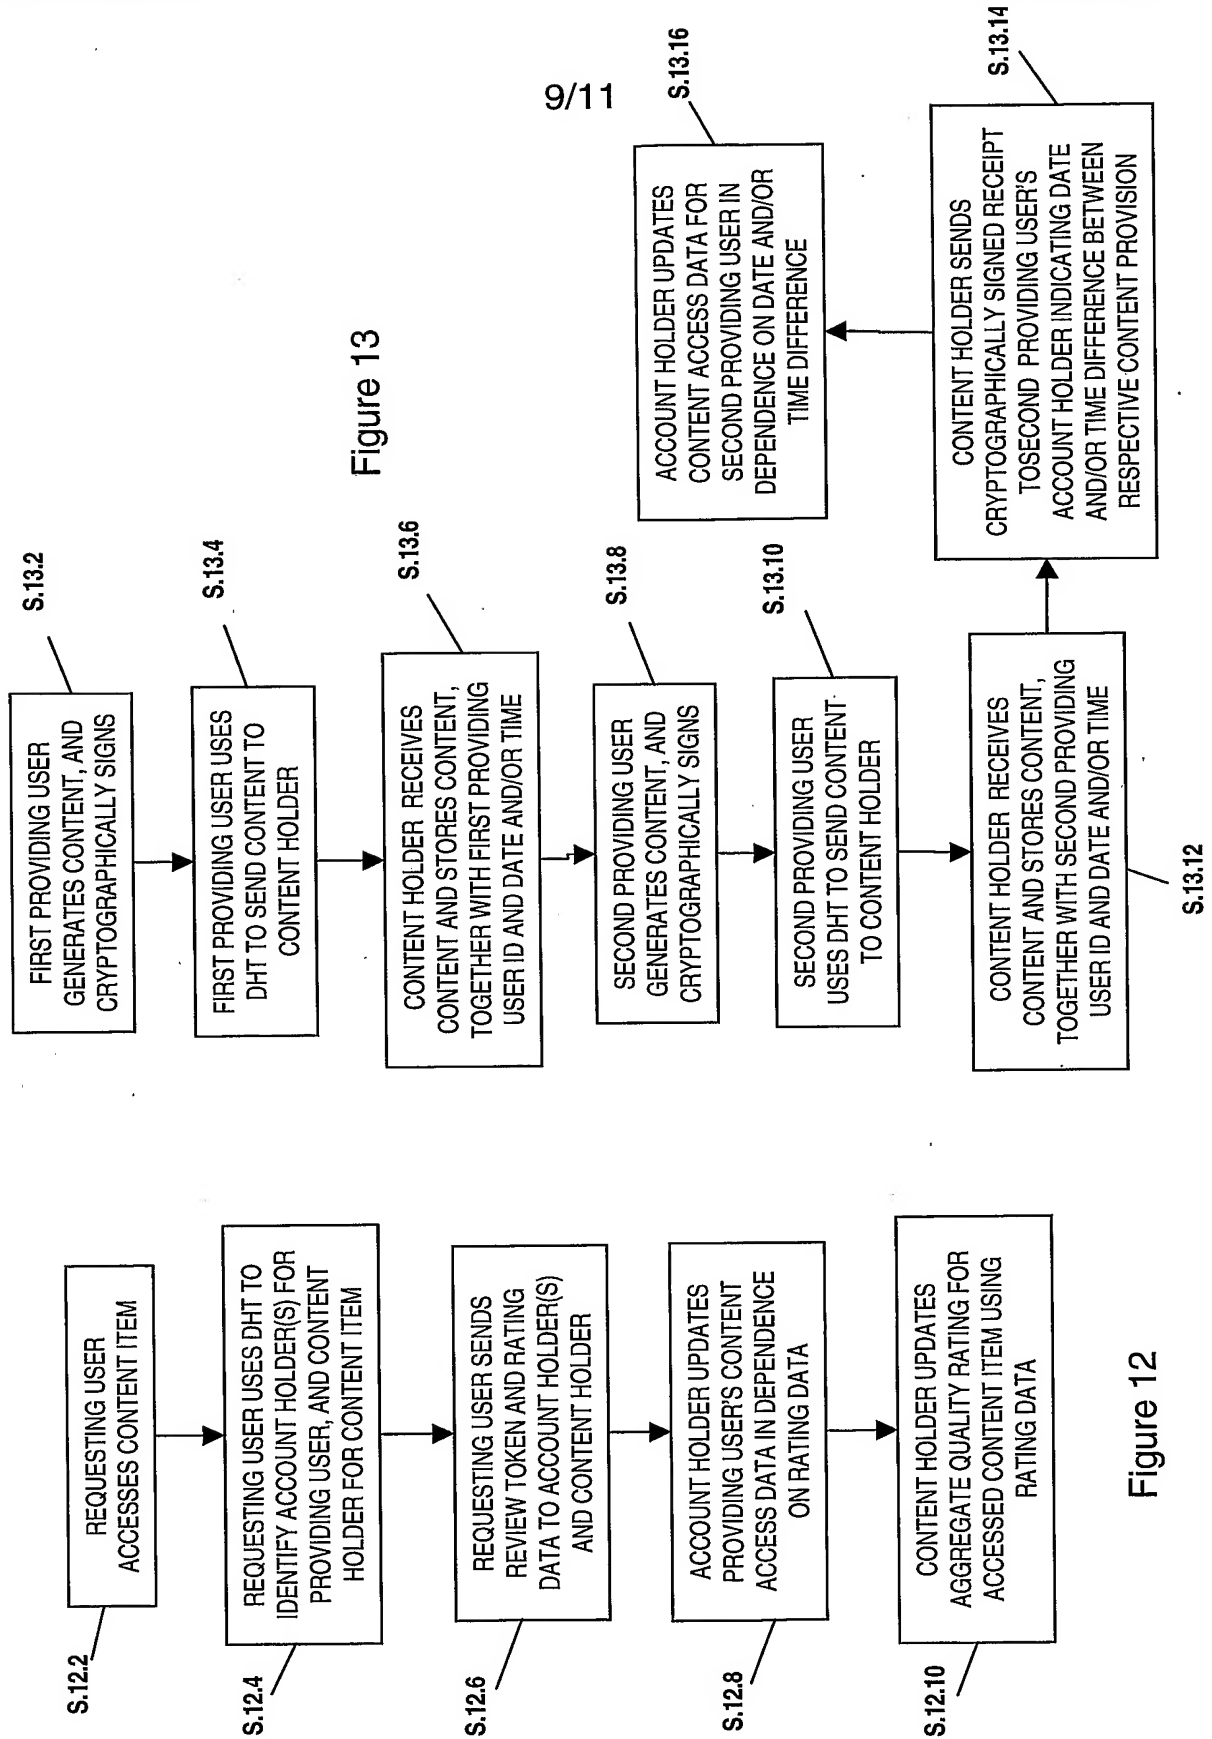 9/11
REQUESTING USER
ACCESSES CONTENT ITEM
S.12.2
REQUESTING USER USES DHT TO
IDENTIFY ACCOUNT HOLDER(S) FOR
PROVIDING USER, AND CONTENT
HOLDER FOR CONTENT ITEM
S.12.4
REQUESTING USER SENDS
REVIEW TOKEN AND RATING
DATA TO ACCOUNT HOLDER(S)
AND CONTENT HOLDER
S.12.6
ACCOUNT HOLDER UPDATES
PROVIDING USER'S CONTENT
ACCESS DATA IN DEPENDENCE
ON RATING DATA
S.12.8
CONTENT HOLDER UPDATES
AGGREGATE QUALITY RATING FOR
ACCESSED CONTENT ITEM USING
RATING DATA
S.12.10
Figure 12
FIRST PROVIDING USER
GENERATES CONTENT, AND
CRYPTOGRAPHICALLY SIGNS
S.13.2
FIRST PROVIDING USER USES
DHT TO SEND CONTENT TO
CONTENT HOLDER
S.13.4
CONTENT HOLDER RECEIVES
CONTENT AND STORES CONTENT,
TOGETHER WITH FIRST PROVIDING
USER ID AND DATE AND/OR TIME
S.13.6
SECOND PROVIDING USER
GENERATES CONTENT, AND
CRYPTOGRAPHICALLY SIGNS
S.13.8
SECOND PROVIDING USER
USES DHT TO SEND CONTENT
TO CONTENT HOLDER
S.13.10
CONTENT HOLDER RECEIVES
CONTENT AND STORES CONTENT,
TOGETHER WITH SECOND PROVIDING
USER ID AND DATE AND/OR TIME
S.13.12
CONTENT HOLDER SENDS
CRYPTOGRAPHICALLY SIGNED RECEIPT
TOSECOND PROVIDING USER'S
ACCOUNT HOLDER INDICATING DATE
AND/OR TIME DIFFERENCE BETWEEN
RESPECTIVE CONTENT PROVISION
S.13.14
ACCOUNT HOLDER UPDATES
CONTENT ACCESS DATA FOR
SECOND PROVIDING USER IN
DEPENDENCE ON DATE AND/OR
TIME DIFFERENCE
S.13.16
Figure 13